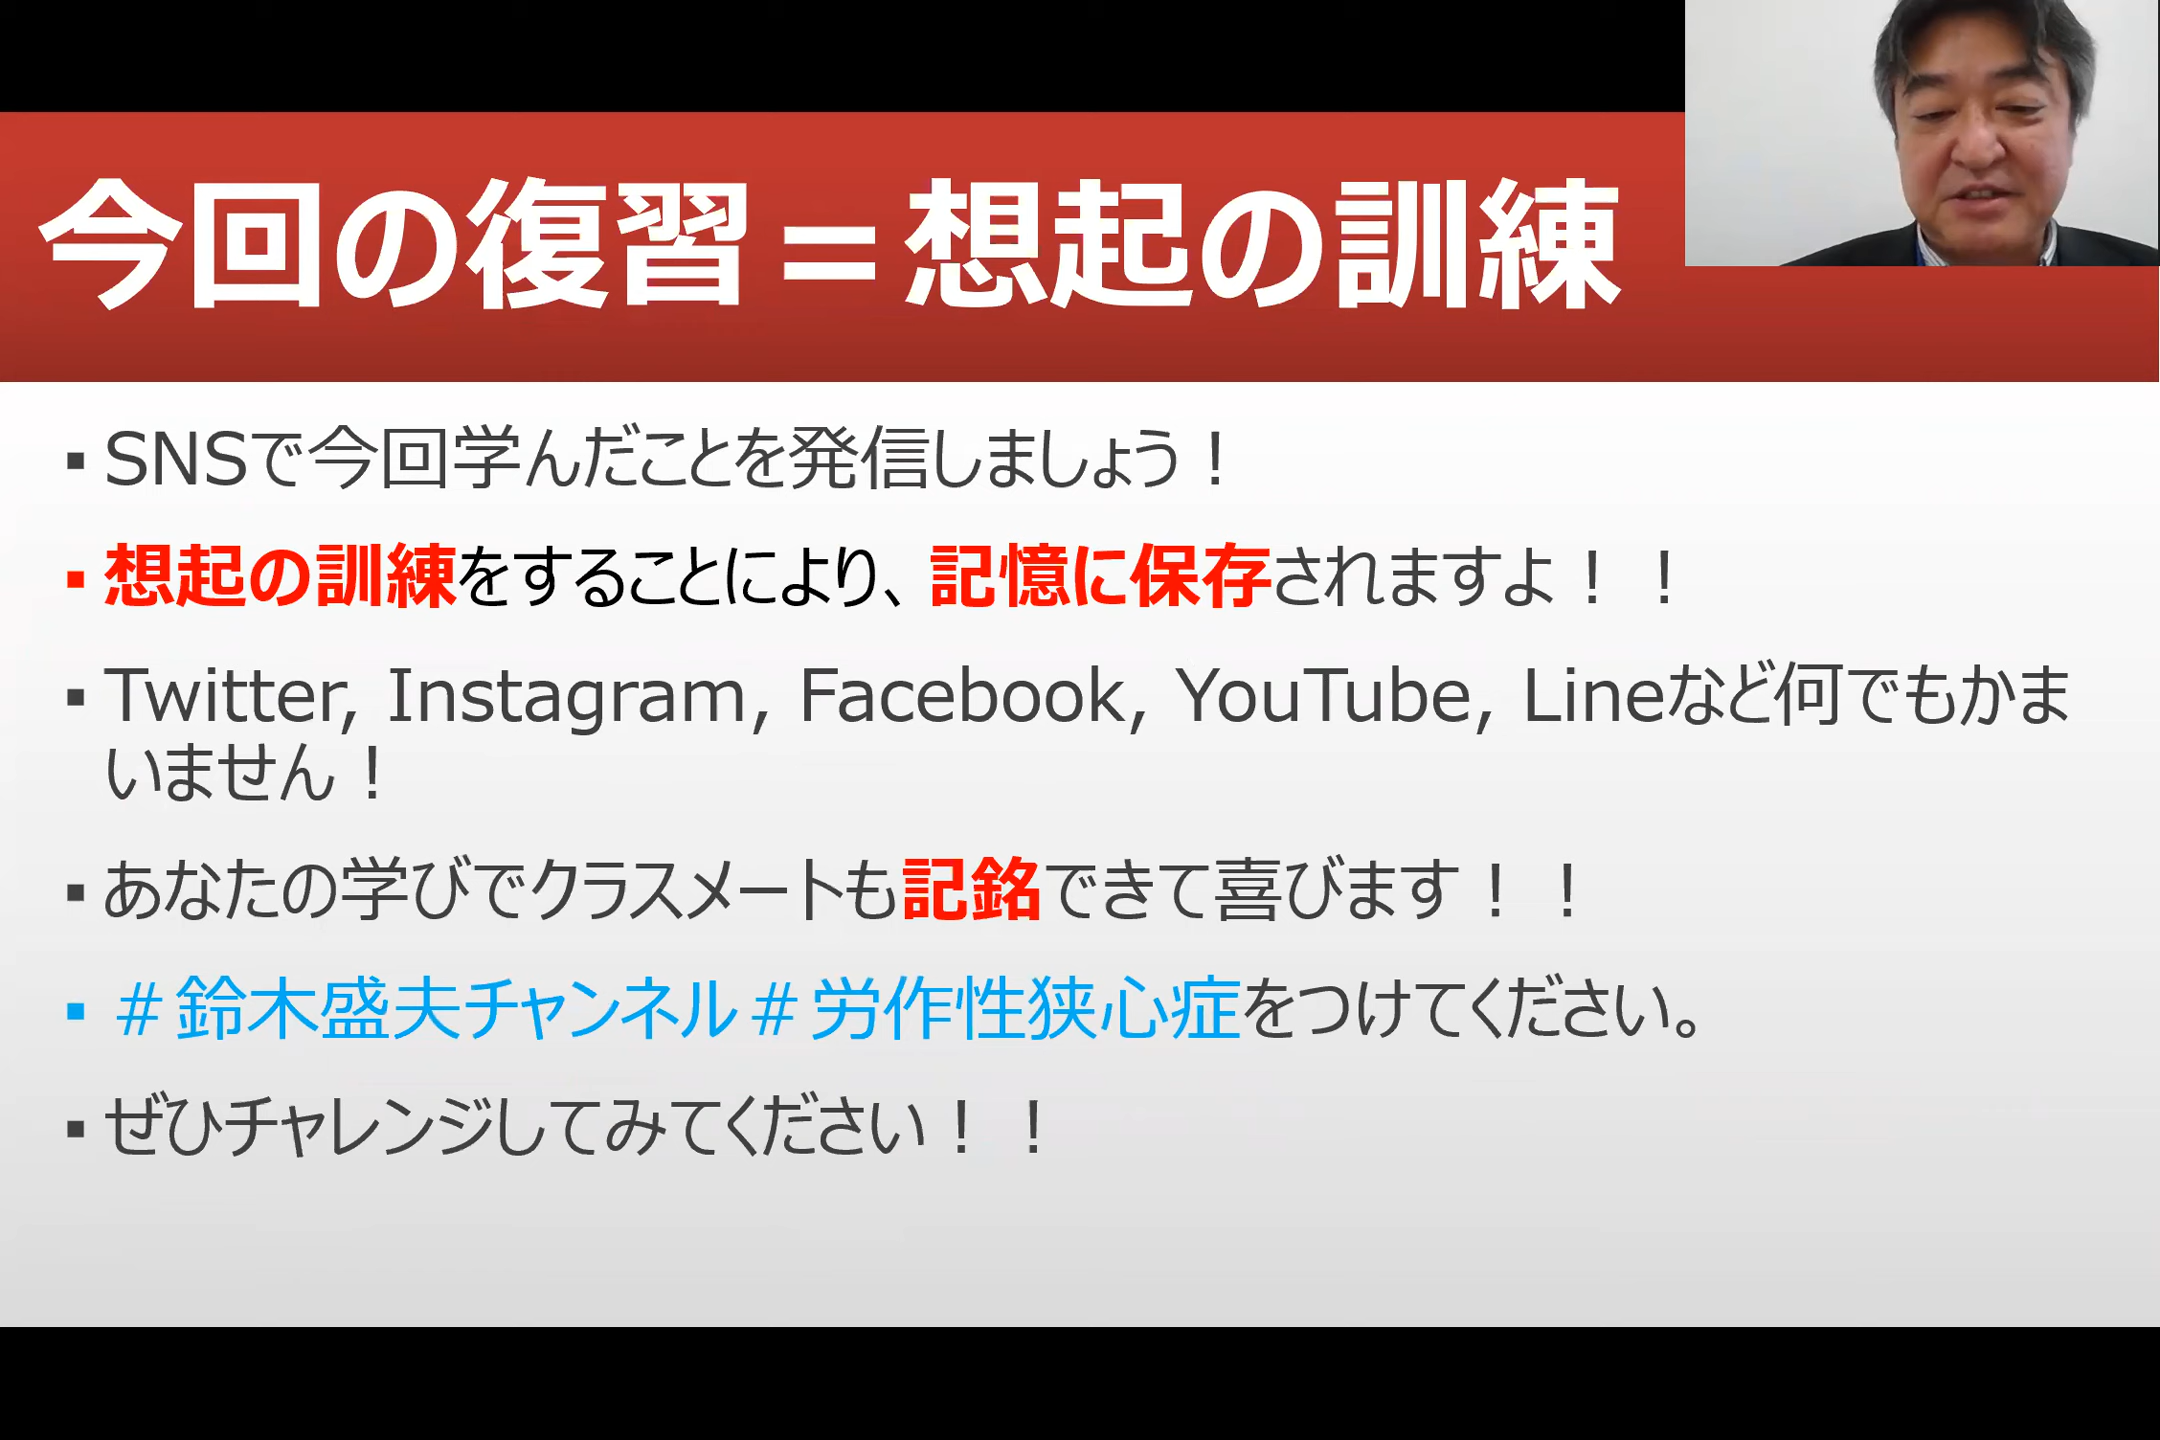 今回の復習＝想起の訓練
▪SNSで今回学んだことを発信しましょう！
▪想起の訓練をすることにより、記憶に保存されますよ！！
▪Twitter, Instagram, Facebook, YouTube, Lineなど何でもかま
いません！
▪あなたの学びでクラスメートも記銘できて喜びます！！
▪＃鈴木盛夫チャンネル＃労作性狭心症をつけてください。
▪ぜひチャレンジしてみてください！！